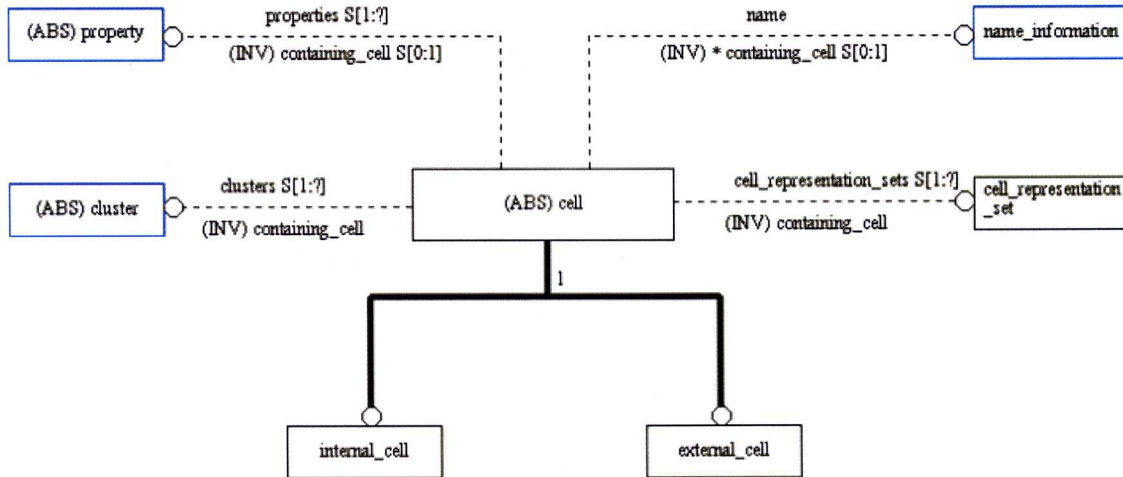 properties S[1:?]
name
(ABS) property
(INV) containing_cell S[0:1]
(INV) * containing_cell S[0:1]
name_information
clusters S[1:?]
cell_representation_sets S[1:?]
(ABS) cluster
(ABS) cell
cell_representation
_set
(INV) containing_cell
(INV) containing_cell
1
internal_cell
external_cell